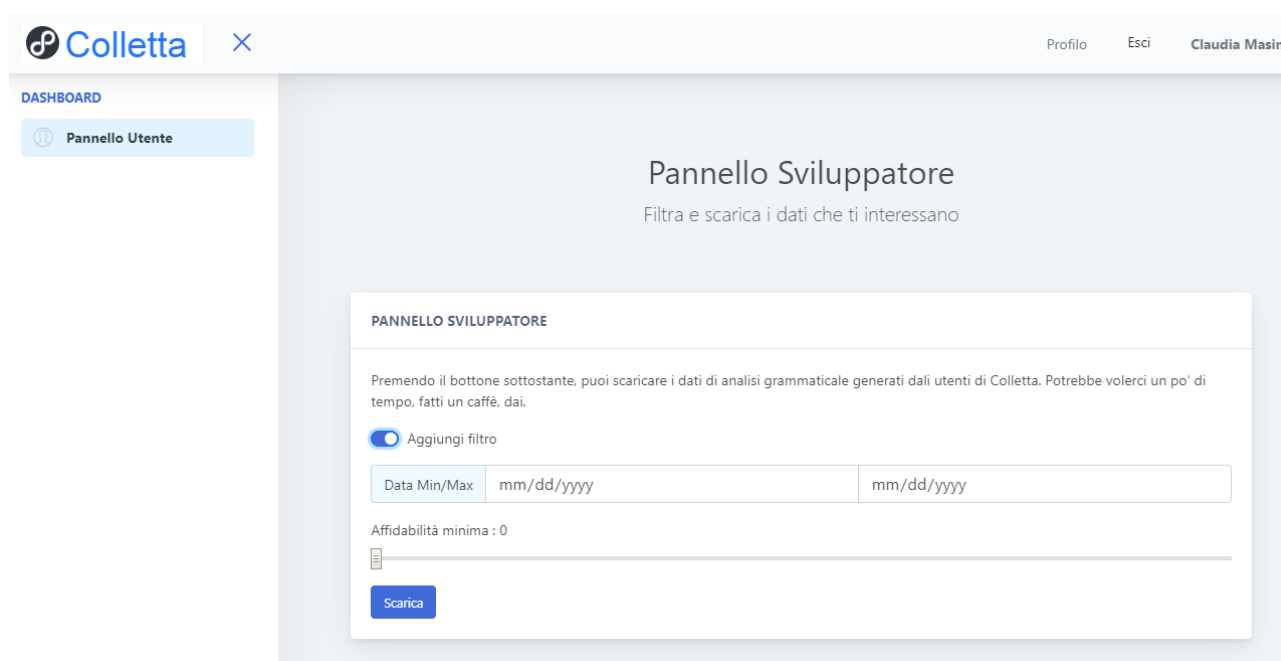 Colletta
Profilo Esci Claudia Masin
DASHBOARD
Pannello Utente
Pannello Sviluppatore
Filtra e scarica i dati che ti interessano
PANNELLO SVILUPPATORE
Premendo il bottone sottostante, puoi scaricare i dati di analisi grammaticale generati dali utenti di Colletta. Potrebbe volerci un po' di
tempo, fatti un caffè, dai.
Aggiungi filtro
Data Min/Max mm/dd/yyyy mm/dd/yyyy
Affidabilità minima : 0
Scarica